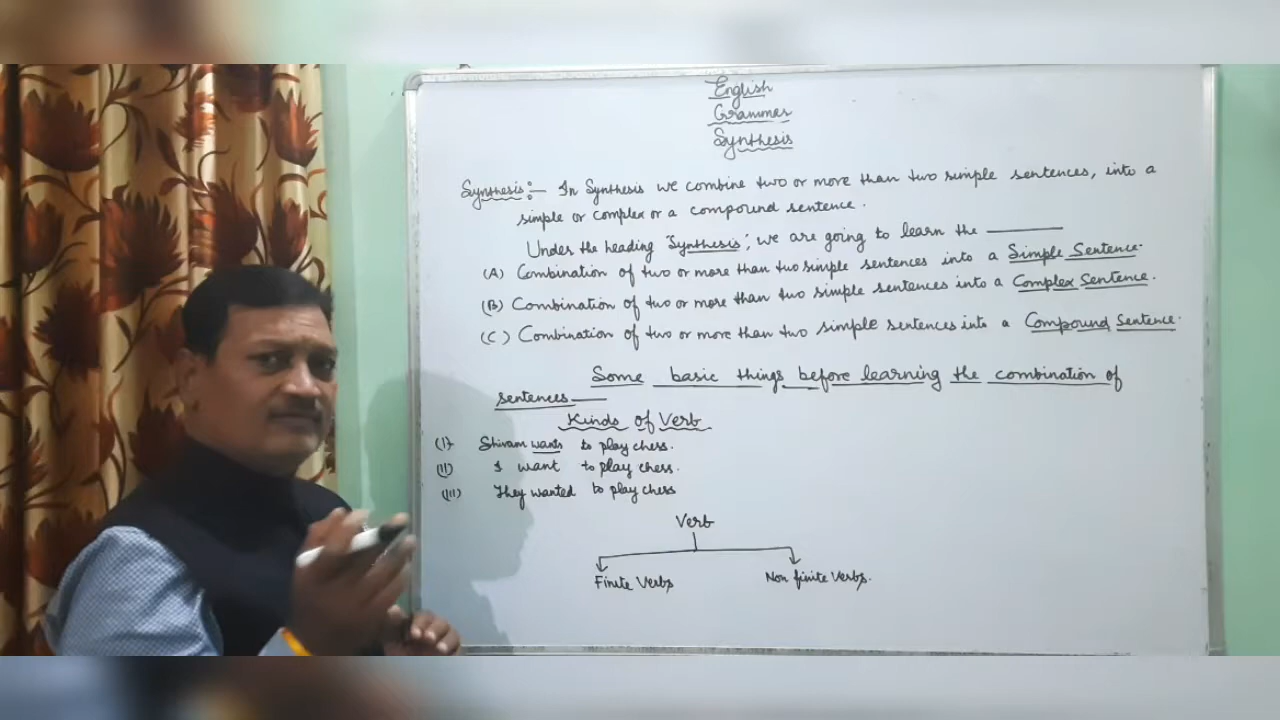 English
Grammar
Synthesis
Synthesis:— In Synthesis we combine two or more than two simple sentences, into a
simple or complex or a compound sentence.
Under the heading "Synthesis", we are going to learn the ———
(A) Combination of two or more than two simple sentences into a Simple Sentence.
(B) Combination of two or more than two simple sentences into a Complex Sentence.
(C) Combination of two or more than two simple sentences into a Compound Sentence.
Some basic things before learning the combination of
sentences ——
Kinds of Verb
(I) Shivam wants to play chess.
(II) I want to play chess.
(III) They wanted to play chess
Verb
Finite Verbs Non finite Verbs.